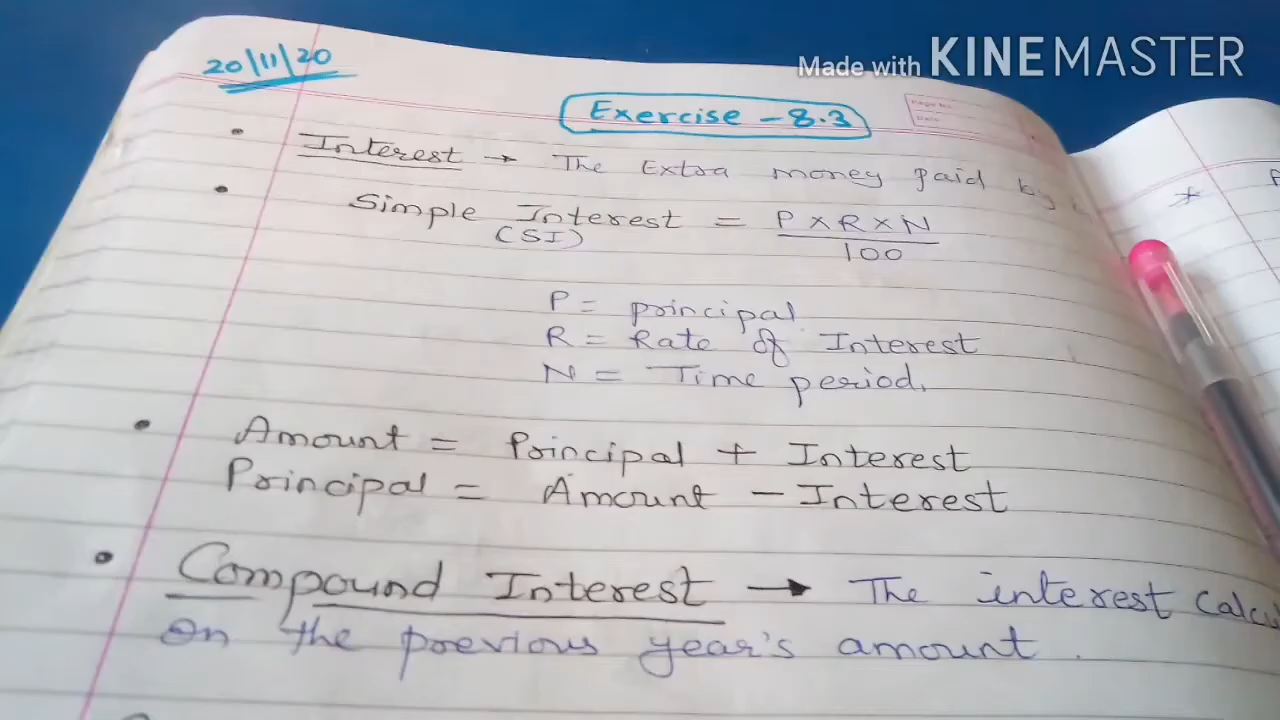 Made with KINEMASTER
20/11/20
Exercise - 8.3
• Interest → The Extra money paid by
• Simple Interest = P × R × N
(SI) 100
P = principal
R = Rate of Interest
N = Time period.
• Amount = Principal + Interest
Principal = Amount - Interest
• Compound Interest → The interest calcu
On the previous year's amount.